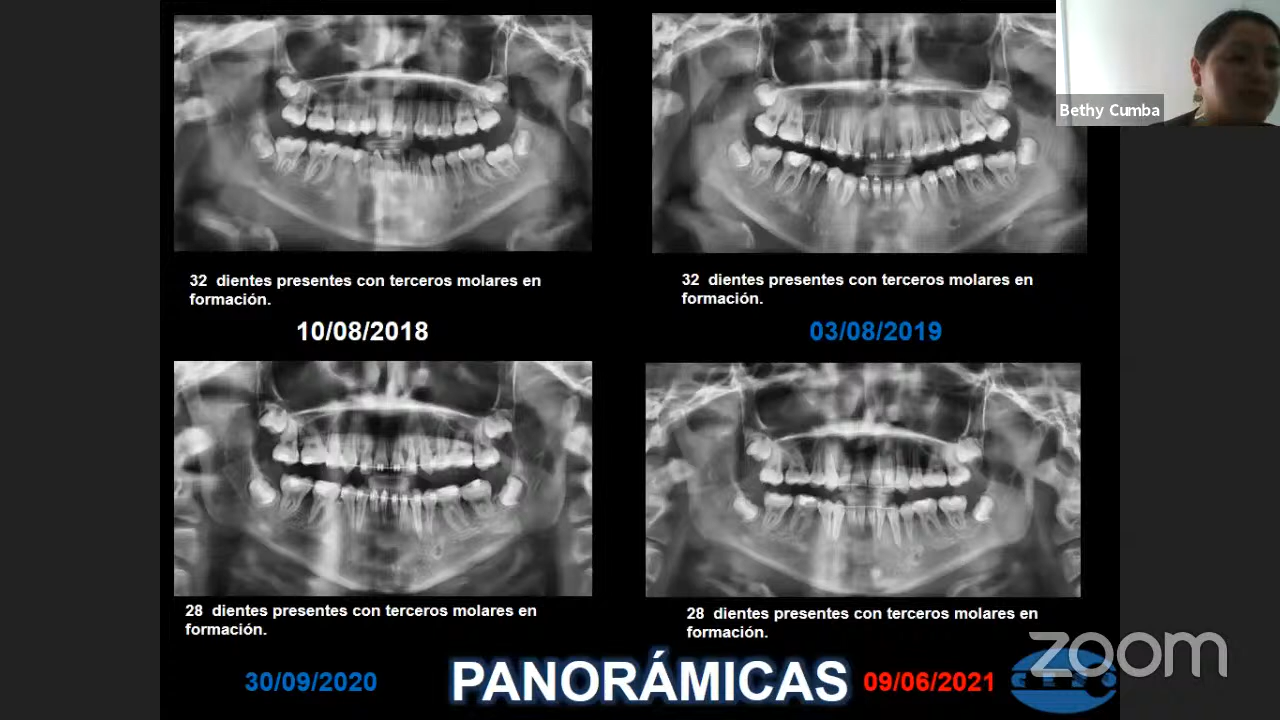 Bethy Cumba
32 dientes presentes con terceros molares en
formación.
10/08/2018
32 dientes presentes con terceros molares en
formación.
03/08/2019
28 dientes presentes con terceros molares en
formación.
30/09/2020
28 dientes presentes con terceros molares en
formación.
09/06/2021
PANORÁMICAS
zoom